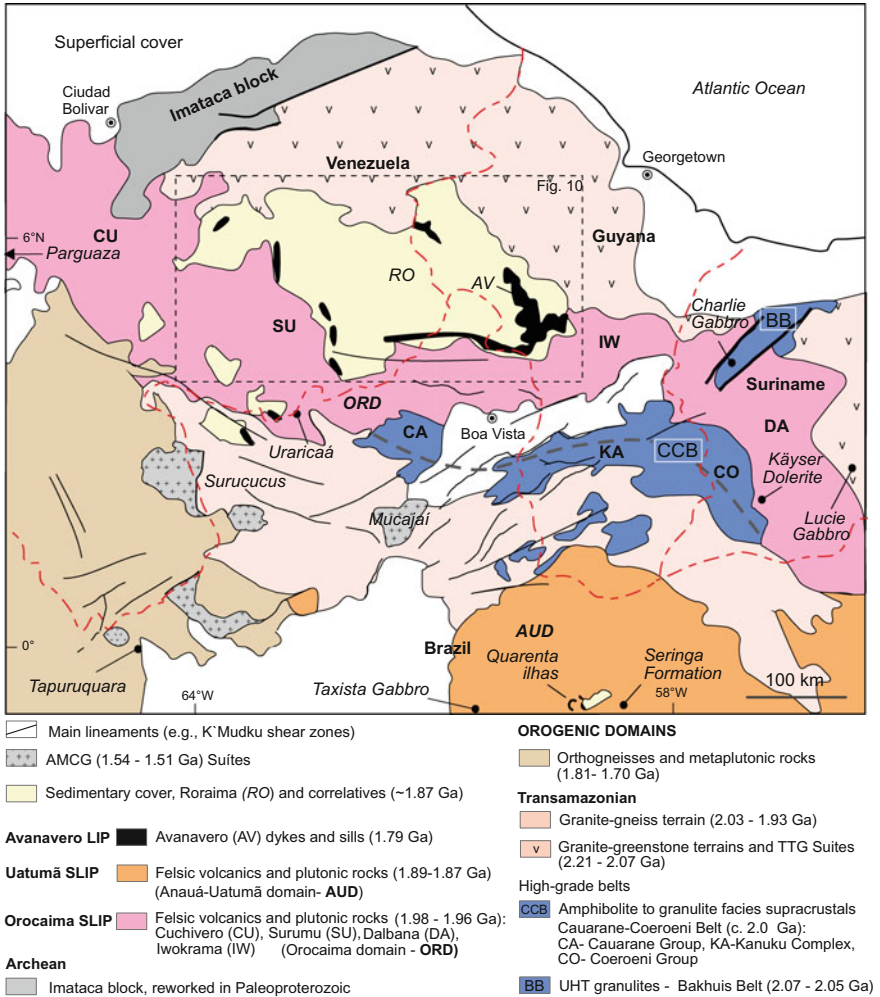 Superficial cover
Ciudad
Bolivar
Imataca block
Atlantic Ocean
Venezuela
Georgetown
Fig. 10
6°N
CU
Parguaza
Guyana
RO
AV
SU
Charlie
Gabbro
BB
IW
Suriname
ORD
CA
Boa Vista
KA
CCB
CO
DA
Uraricaá
Käyser
Dolerite
Surucucus
Mucajaí
Lucie
Gabbro
0°
AUD
Brazil
Quarenta
ilhas
Seringa
Formation
100 km
Tapuruquara
64°W
Taxista Gabbro
58°W
Main lineaments (e.g., K`Mudku shear zones)
AMCG (1.54 - 1.51 Ga) Suítes
Sedimentary cover, Roraima (RO) and correlatives (~1.87 Ga)
Avanavero LIP Avanavero (AV) dykes and sills (1.79 Ga)
Uatumã SLIP Felsic volcanics and plutonic rocks (1.89-1.87 Ga)
(Anauá-Uatumã domain- AUD)
Orocaima SLIP Felsic volcanics and plutonic rocks (1.98 - 1.96 Ga):
Cuchivero (CU), Surumu (SU), Dalbana (DA),
Iwokrama (IW) (Orocaima domain - ORD)
Archean
Imataca block, reworked in Paleoproterozoic
OROGENIC DOMAINS
Orthogneisses and metaplutonic rocks
(1.81- 1.70 Ga)
Transamazonian
Granite-gneiss terrain (2.03 - 1.93 Ga)
v Granite-greenstone terrains and TTG Suites
(2.21 - 2.07 Ga)
High-grade belts
CCB Amphibolite to granulite facies supracrustals
Cauarane-Coeroeni Belt (c. 2.0 Ga):
CA- Cauarane Group, KA-Kanuku Complex,
CO- Coeroeni Group
BB UHT granulites - Bakhuis Belt (2.07 - 2.05 Ga)